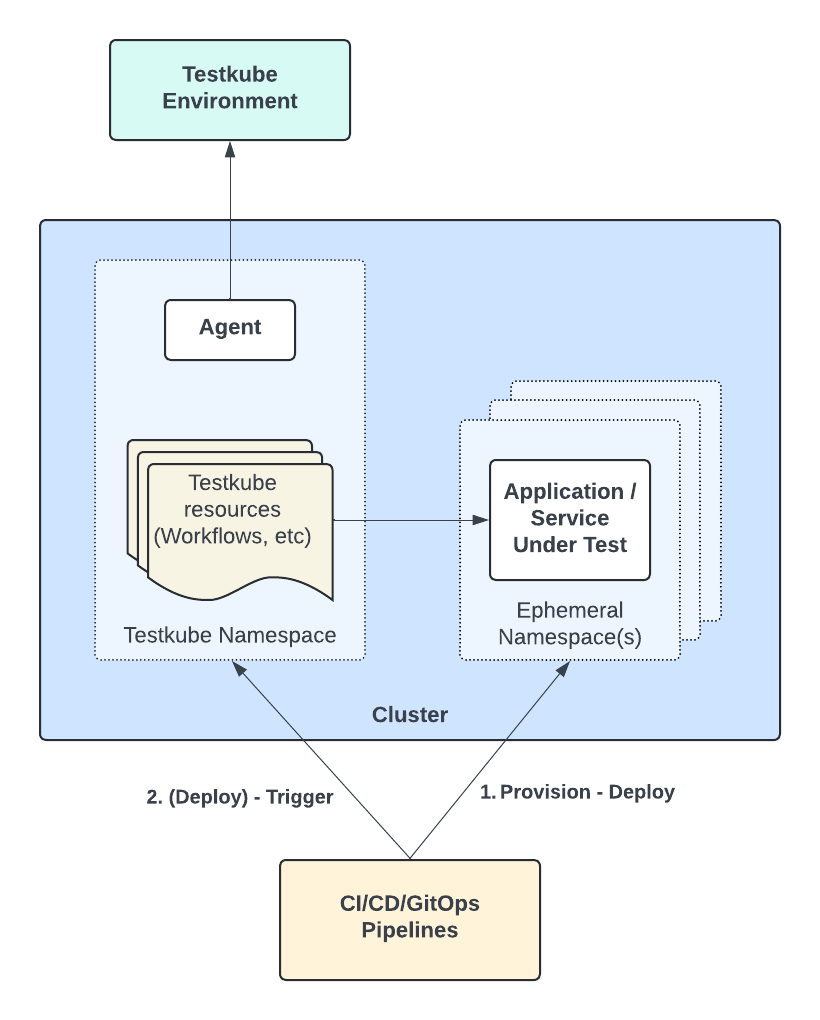 Testkube
Environment
Agent
Testkube
resources
(Workflows, etc)
Testkube Namespace
Application /
Service
Under Test
Ephemeral
Namespace(s)
Cluster
2. (Deploy) - Trigger
1. Provision - Deploy
CI/CD/GitOps
Pipelines